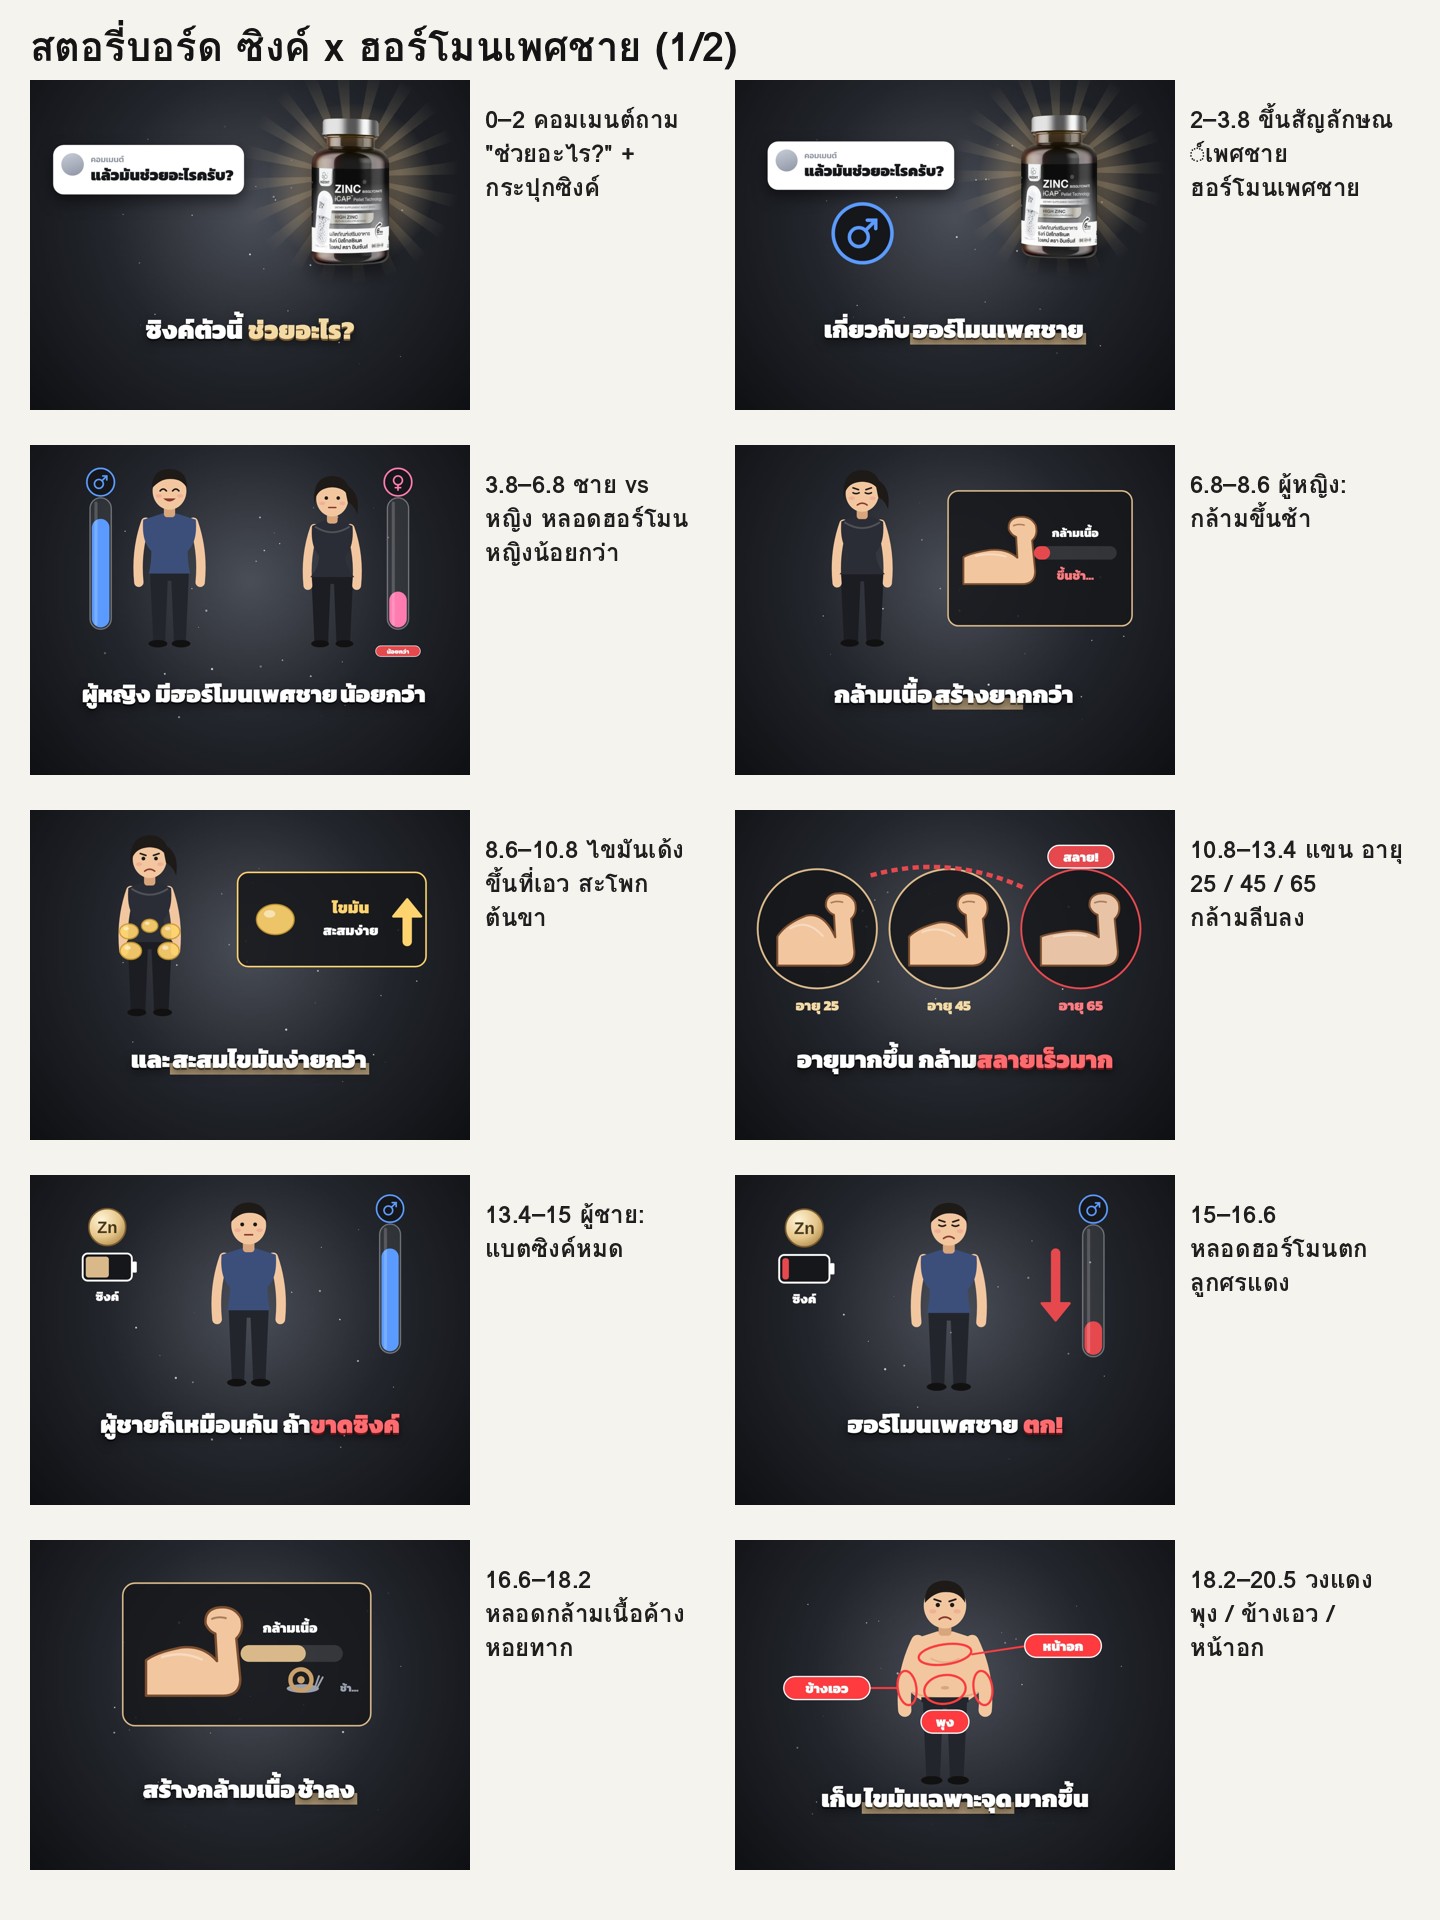 สตอรี่บอร์ด ซิงค์ x ฮอร์โมนเพศชาย (1/2)
คอมเมนต์
แล้วมันช่วยอะไรครับ?
ZINC
iCAP
HIGH ZINC
ซิงค์ตัวนี้ ช่วยอะไร?
0–2 คอมเมนต์ถาม
"ช่วยอะไร?" +
กระปุกซิงค์
คอมเมนต์
แล้วมันช่วยอะไรครับ?
ZINC
iCAP
HIGH ZINC
เกี่ยวกับฮอร์โมนเพศชาย
2–3.8 ขึ้นสัญลักษณ
์เพศชาย
ฮอร์โมนเพศชาย
น้อยกว่า
ผู้หญิง มีฮอร์โมนเพศชาย น้อยกว่า
3.8–6.8 ชาย vs
หญิง หลอดฮอร์โมน
หญิงน้อยกว่า
กล้ามเนื้อ
ขึ้นช้า...
กล้ามเนื้อ สร้างยากกว่า
6.8–8.6 ผู้หญิง:
กล้ามขึ้นช้า
ไขมัน
สะสมง่าย
และ สะสมไขมันง่ายกว่า
8.6–10.8 ไขมันเด้ง
ขึ้นที่เอว สะโพก
ต้นขา
สลาย!
อายุ 25
อายุ 45
อายุ 65
อายุมากขึ้น กล้ามสลายเร็วมาก
10.8–13.4 แขน อายุ
25 / 45 / 65
กล้ามลีบลง
Zn
ซิงค์
ผู้ชายก็เหมือนกัน ถ้าขาดซิงค์
13.4–15 ผู้ชาย:
แบตซิงค์หมด
Zn
ซิงค์
ฮอร์โมนเพศชาย ตก!
15–16.6
หลอดฮอร์โมนตก
ลูกศรแดง
กล้ามเนื้อ
ช้า...
สร้างกล้ามเนื้อ ช้าลง
16.6–18.2
หลอดกล้ามเนื้อค้าง
หอยทาก
หน้าอก
ข้างเอว
พุง
เก็บ ไขมันเฉพาะจุด มากขึ้น
18.2–20.5 วงแดง
พุง / ข้างเอว /
หน้าอก